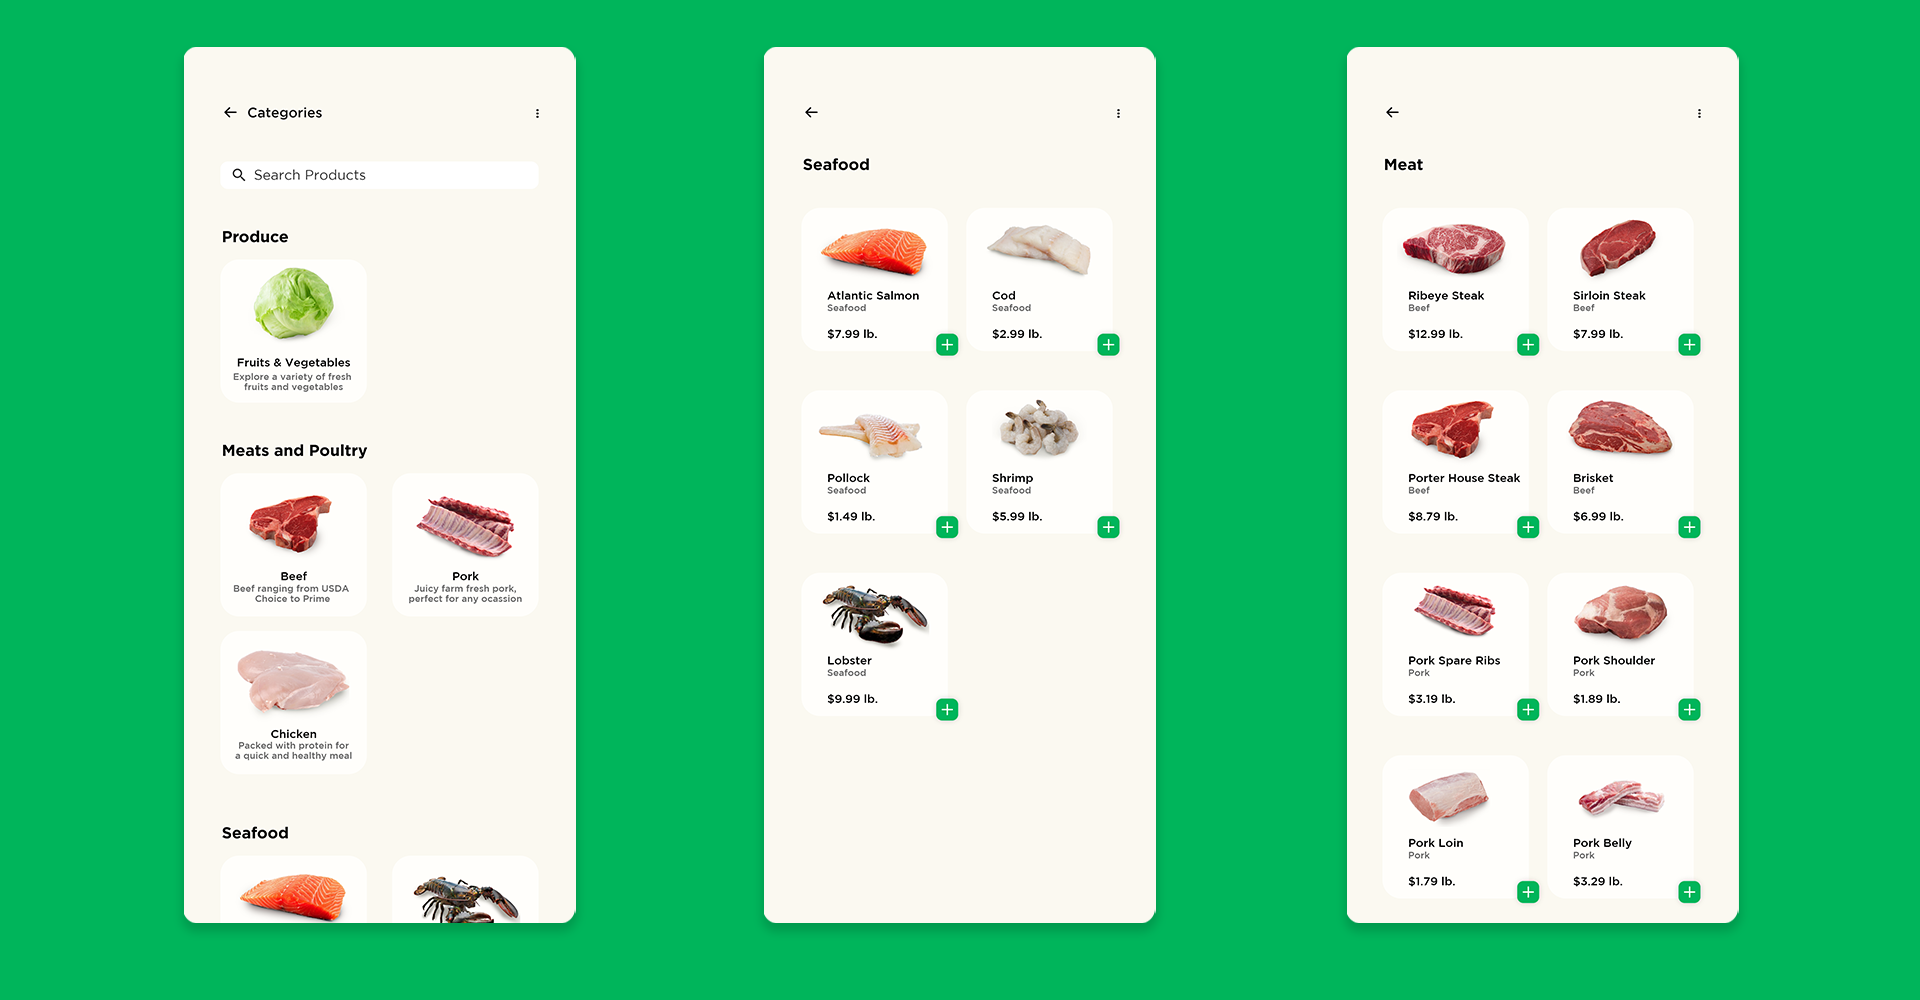 Categories
Search Products
Produce
Fruits & Vegetables
Explore a variety of fresh
fruits and vegetables
Meats and Poultry
Beef
Beef ranging from USDA
Choice to Prime
Pork
Juicy farm fresh pork,
perfect for any ocassion
Chicken
Packed with protein for
a quick and healthy meal
Seafood
Seafood
Atlantic Salmon
Seafood
$7.99 lb.
Cod
Seafood
$2.99 lb.
Pollock
Seafood
$1.49 lb.
Shrimp
Seafood
$5.99 lb.
Lobster
Seafood
$9.99 lb.
Meat
Ribeye Steak
Beef
$12.99 lb.
Sirloin Steak
Beef
$7.99 lb.
Porter House Steak
Beef
$8.79 lb.
Brisket
Beef
$6.99 lb.
Pork Spare Ribs
Pork
$3.19 lb.
Pork Shoulder
Pork
$1.89 lb.
Pork Loin
Pork
$1.79 lb.
Pork Belly
Pork
$3.29 lb.